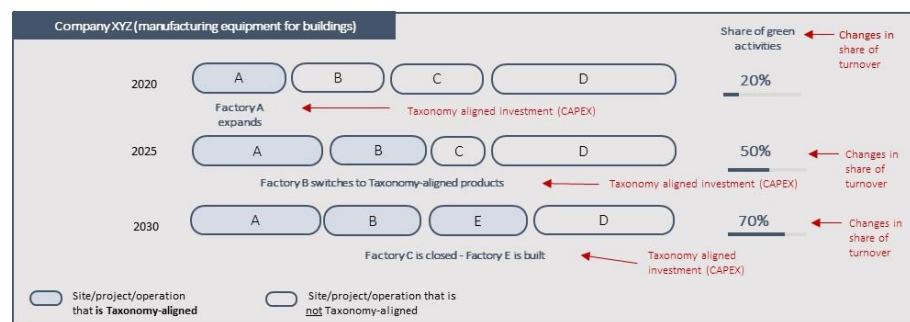 Company XYZ (manufacturing equipment for buildings)
Share of green
activities
Changes in
share of
turnover
2020
A
B
C
D
20%
Factory A
expands
Taxonomy aligned investment (CAPEX)
2025
A
B
C
D
50%
Changes in
share of
turnover
Factory B switches to Taxonomy-aligned products
Taxonomy aligned investment (CAPEX)
2030
A
B
E
D
70%
Changes in
share of
turnover
Factory C is closed – Factory E is built
Taxonomy aligned
investment (CAPEX)
Site/project/operation
that is Taxonomy-aligned
Site/project/operation that is
not Taxonomy-aligned